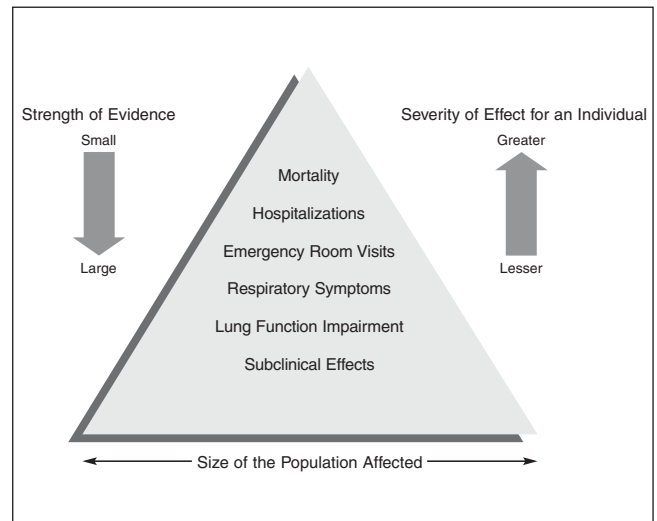 Strength of Evidence
Small
Large
Severity of Effect for an Individual
Greater
Lesser
Mortality
Hospitalizations
Emergency Room Visits
Respiratory Symptoms
Lung Function Impairment
Subclinical Effects
Size of the Population Affected